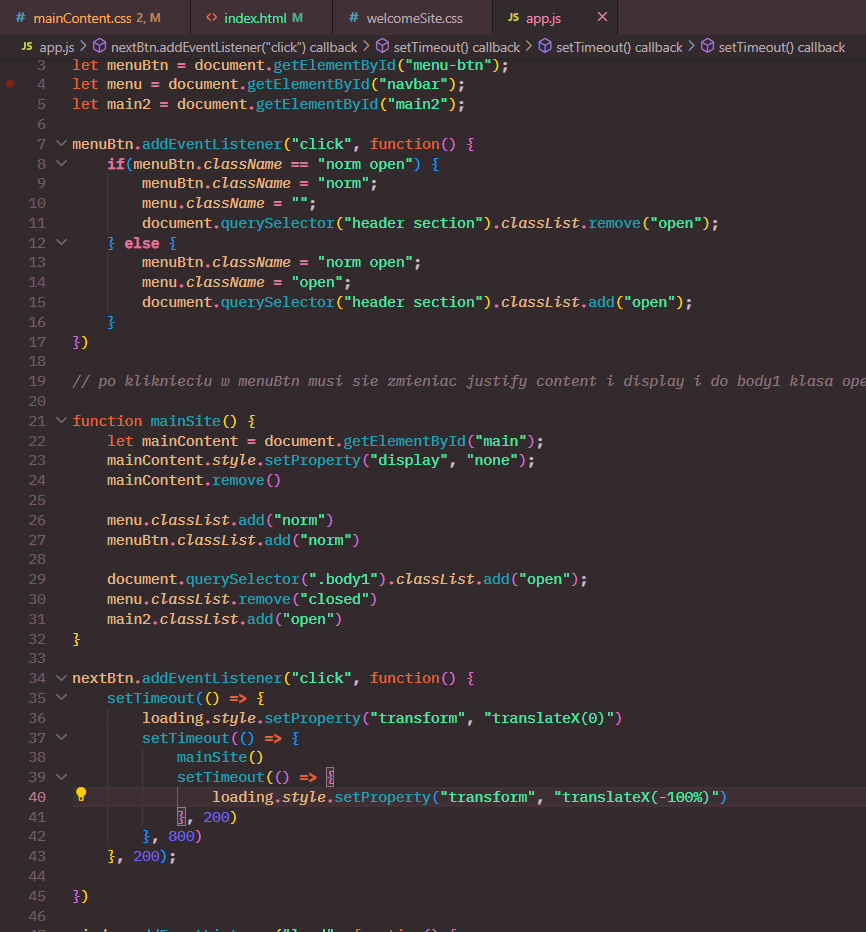 # mainContent.css 2, M <> index.html M # welcomeSite.css JS app.js ×
JS app.js > nextBtn.addEventListener("click") callback > setTimeout() callback > setTimeout() callback > setTimeout() callback
3 let menuBtn = document.getElementById("menu-btn");
4 let menu = document.getElementById("navbar");
5 let main2 = document.getElementById("main2");
6
7 menuBtn.addEventListener("click", function() {
8 if(menuBtn.className == "norm open") {
9 menuBtn.className = "norm";
10 menu.className = "";
11 document.querySelector("header section").classList.remove("open");
12 } else {
13 menuBtn.className = "norm open";
14 menu.className = "open";
15 document.querySelector("header section").classList.add("open");
16 }
17 })
18
19 // po kliknieciu w menuBtn musi sie zmieniac justify content i display i do body1 klasa ope
20
21 function mainSite() {
22 let mainContent = document.getElementById("main");
23 mainContent.style.setProperty("display", "none");
24 mainContent.remove()
25
26 menu.classList.add("norm")
27 menuBtn.classList.add("norm")
28
29 document.querySelector(".body1").classList.add("open");
30 menu.classList.remove("closed")
31 main2.classList.add("open")
32 }
33
34 nextBtn.addEventListener("click", function() {
35 setTimeout(() => {
36 loading.style.setProperty("transform", "translateX(0)")
37 setTimeout(() => {
38 mainSite()
39 setTimeout(() => {
40 loading.style.setProperty("transform", "translateX(-100%)")
41 }, 200)
42 }, 800)
43 }, 200);
44
45 })
46